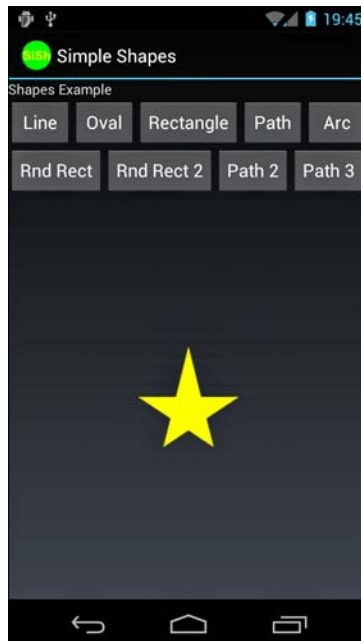 19:45
SiSh Simple Shapes
Shapes Example
Line Oval Rectangle Path Arc
Rnd Rect Rnd Rect 2 Path 2 Path 3